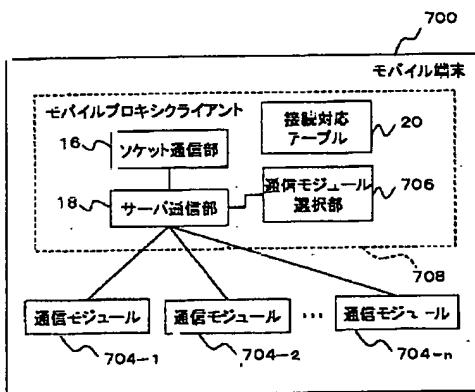 700
モバイル端末
モバイルプロキシクライアント
接続対応
テーブル
20
16
ソケット通信部
通信モジュール
選択部
706
18
サーバ通信部
708
通信モジュール
通信モジュール
…
通信モジュール
704-1
704-2
704-n